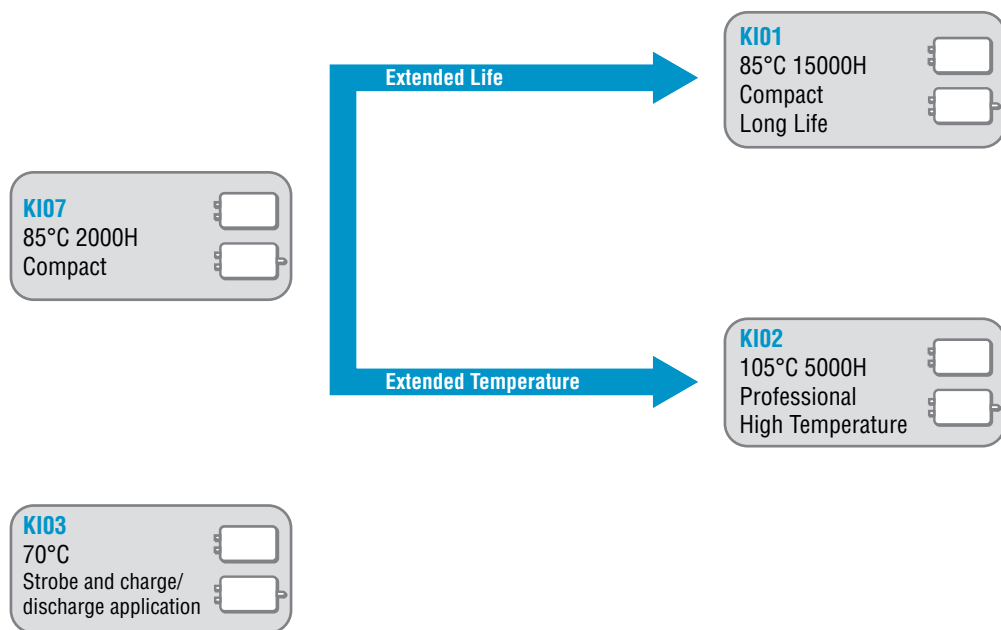 KI07
85°C 2000H
Compact
Extended Life
KI01
85°C 15000H
Compact
Long Life
Extended Temperature
KI02
105°C 5000H
Professional
High Temperature
KI03
70°C
Strobe and charge/
discharge application